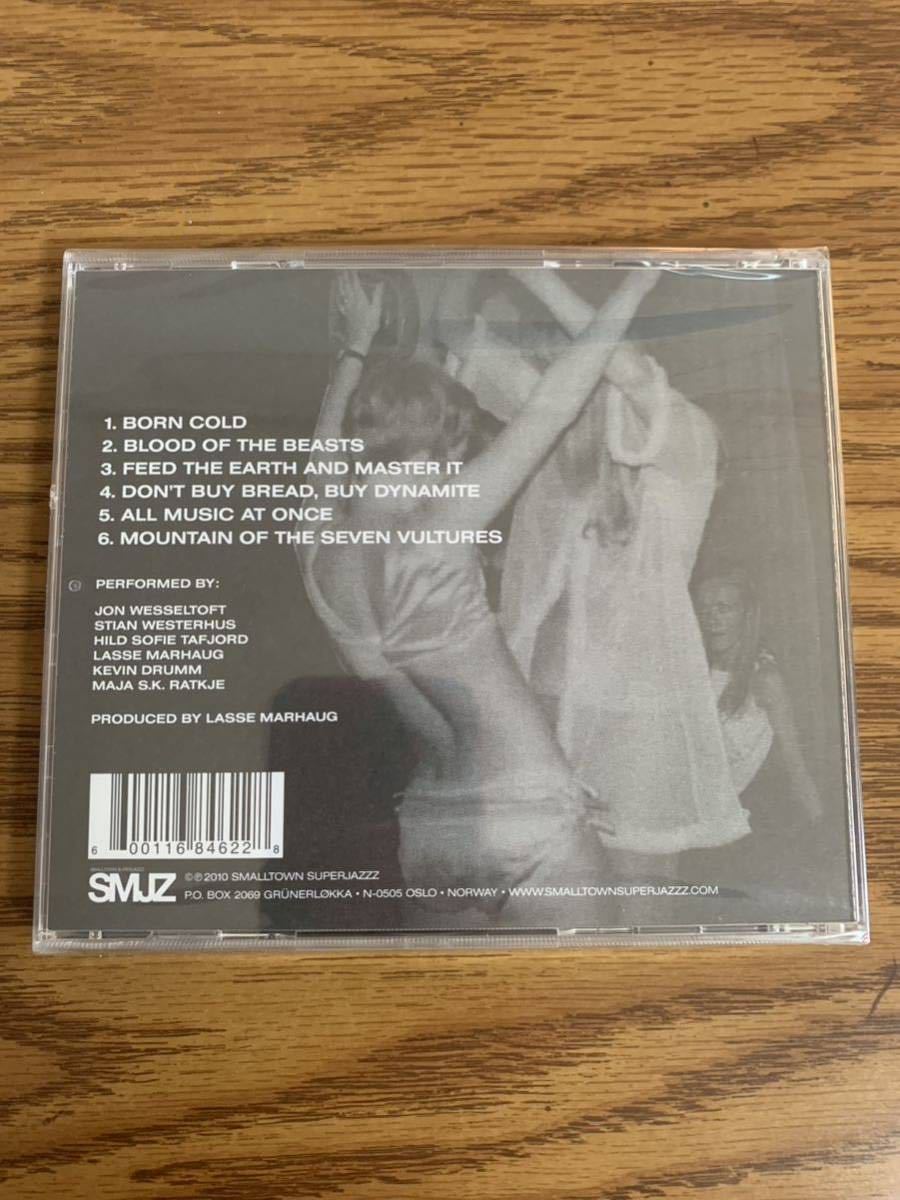 1. BORN COLD
2. BLOOD OF THE BEASTS
3. FEED THE EARTH AND MASTER IT
4. DON'T BUY BREAD, BUY DYNAMITE
5. ALL MUSIC AT ONCE
6. MOUNTAIN OF THE SEVEN VULTURES
PERFORMED BY:
JON WESSELTOFT
STIAN WESTERHUS
HILD SOFIE TAFJORD
LASSE MARHAUG
KEVIN DRUMM
MAJA S.K. RATKJE
PRODUCED BY LASSE MARHAUG
6 00116 84622 8
SMALLTOWN SUPERJAZZZ
SMJZ
©℗ 2010 SMALLTOWN SUPERJAZZZ
P.O. BOX 2069 GRÜNERLØKKA • N-0505 OSLO • NORWAY • WWW.SMALLTOWNSUPERJAZZZ.COM